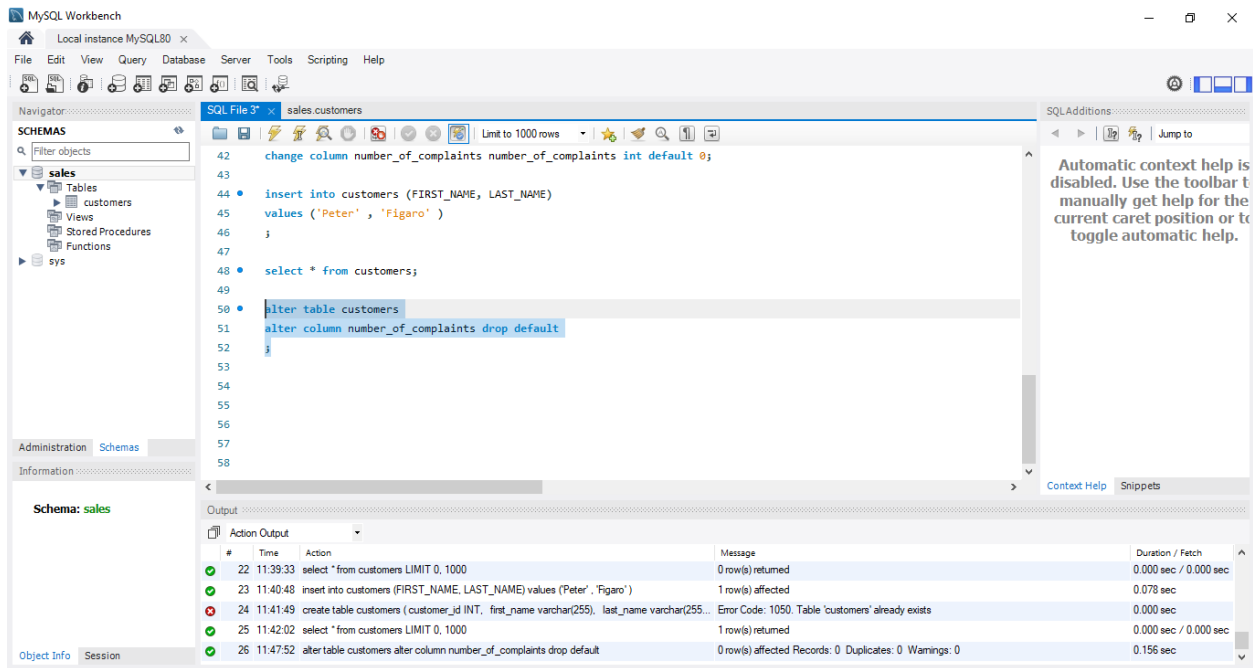 MySQL Workbench
Local instance MySQL80
File Edit View Query Database Server Tools Scripting Help
Navigator
SCHEMAS
Filter objects
sales
Tables
customers
Views
Stored Procedures
Functions
sys
Administration Schemas
Information
Schema: sales
Object Info Session
SQL File 3* sales.customers
Limit to 1000 rows
42 change column number_of_complaints number_of_complaints int default 0;
43
44 insert into customers (FIRST_NAME, LAST_NAME)
45 values ('Peter' , 'Figaro' )
46 ;
47
48 select * from customers;
49
50 alter table customers
51 alter column number_of_complaints drop default
52 ;
53
54
55
56
57
58
SQLAdditions
Jump to
Automatic context help is
disabled. Use the toolbar t
manually get help for the
current caret position or to
toggle automatic help.
Context Help Snippets
Output
Action Output
# Time Action Message Duration / Fetch
22 11:39:33 select * from customers LIMIT 0, 1000 0 row(s) returned 0.000 sec / 0.000 sec
23 11:40:48 insert into customers (FIRST_NAME, LAST_NAME) values ('Peter' , 'Figaro' ) 1 row(s) affected 0.078 sec
24 11:41:49 create table customers ( customer_id INT, first_name varchar(255), last_name varchar(255... Error Code: 1050. Table 'customers' already exists 0.000 sec
25 11:42:02 select * from customers LIMIT 0, 1000 1 row(s) returned 0.000 sec / 0.000 sec
26 11:47:52 alter table customers alter column number_of_complaints drop default 0 row(s) affected Records: 0 Duplicates: 0 Warnings: 0 0.156 sec